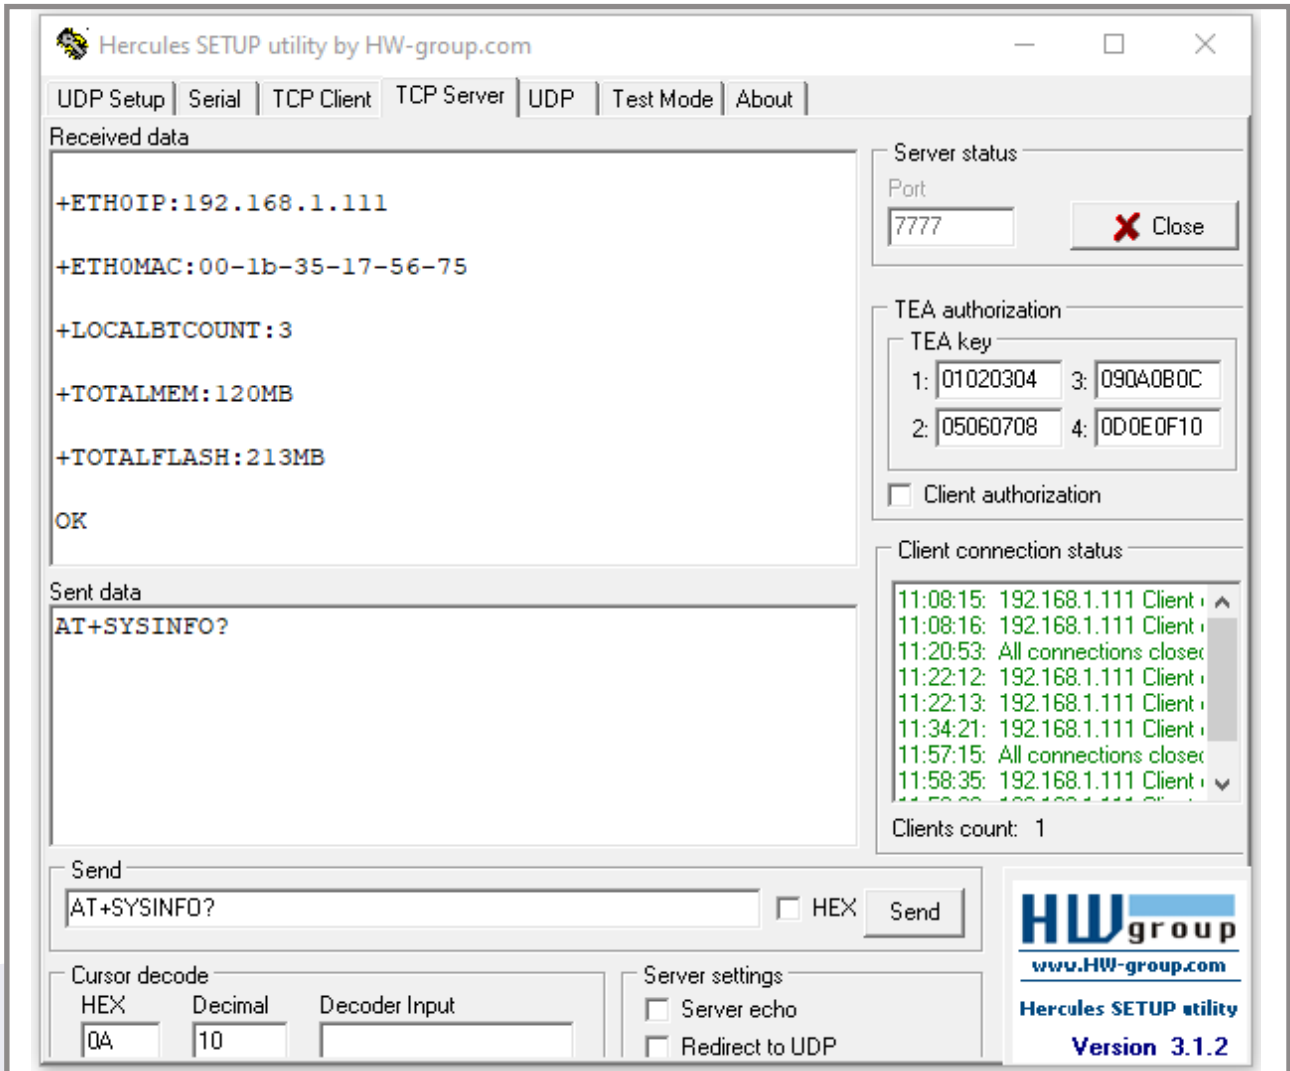 Hercules SETUP utility by HW-group.com
UDP Setup Serial TCP Client TCP Server UDP Test Mode About
Received data
+ETH0IP:192.168.1.111
+ETH0MAC:00-1b-35-17-56-75
+LOCALBTCOUNT:3
+TOTALMEM:120MB
+TOTALFLASH:213MB
OK
Sent data
AT+SYSINFO?
Server status
Port
7777 Close
TEA authorization
TEA key
1: 01020304 3: 090A0B0C
2: 05060708 4: 0D0E0F10
Client authorization
Client connection status
11:08:15: 192.168.1.111 Client
11:08:16: 192.168.1.111 Client
11:20:53: All connections closed
11:22:12: 192.168.1.111 Client
11:22:13: 192.168.1.111 Client
11:34:21: 192.168.1.111 Client
11:57:15: All connections closed
11:58:35: 192.168.1.111 Client
Clients count: 1
Send
AT+SYSINFO? HEX Send
Cursor decode
HEX Decimal Decoder Input
0A 10
Server settings
Server echo
Redirect to UDP
HW group
www.HW-group.com
Hercules SETUP utility
Version 3.1.2